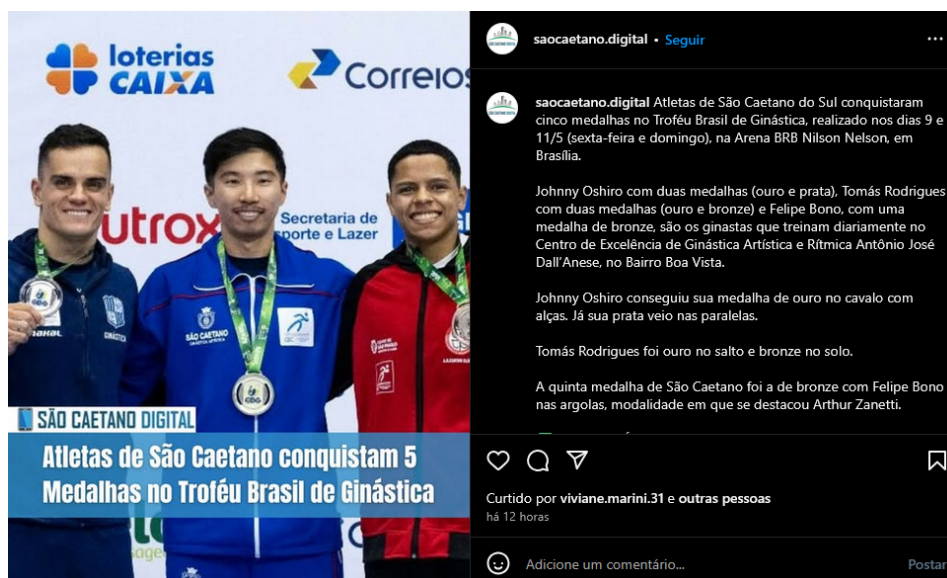 loterias
CAIXA
Correios
utrox
Secretaria de
porte e Lazer
SÃO CAETANO
GINÁSTICA ARTÍSTICA
CBG
GINÁSTICA
SÃO CAETANO DIGITAL
Atletas de São Caetano conquistam 5
Medalhas no Troféu Brasil de Ginástica
saocaetano.digital • Seguir
saocaetano.digital Atletas de São Caetano do Sul conquistaram
cinco medalhas no Troféu Brasil de Ginástica, realizado nos dias 9 e
11/5 (sexta-feira e domingo), na Arena BRB Nilson Nelson, em
Brasília.
Johnny Oshiro com duas medalhas (ouro e prata), Tomás Rodrigues
com duas medalhas (ouro e bronze) e Felipe Bono, com uma
medalha de bronze, são os ginastas que treinam diariamente no
Centro de Excelência de Ginástica Artística e Rítmica Antônio José
Dall’Anese, no Bairro Boa Vista.
Johnny Oshiro conseguiu sua medalha de ouro no cavalo com
alças. Já sua prata veio nas paralelas.
Tomás Rodrigues foi ouro no salto e bronze no solo.
A quinta medalha de São Caetano foi a de bronze com Felipe Bono
nas argolas, modalidade em que se destacou Arthur Zanetti.
Curtido por viviane.marini.31 e outras pessoas
há 12 horas
Adicione um comentário...
Postar